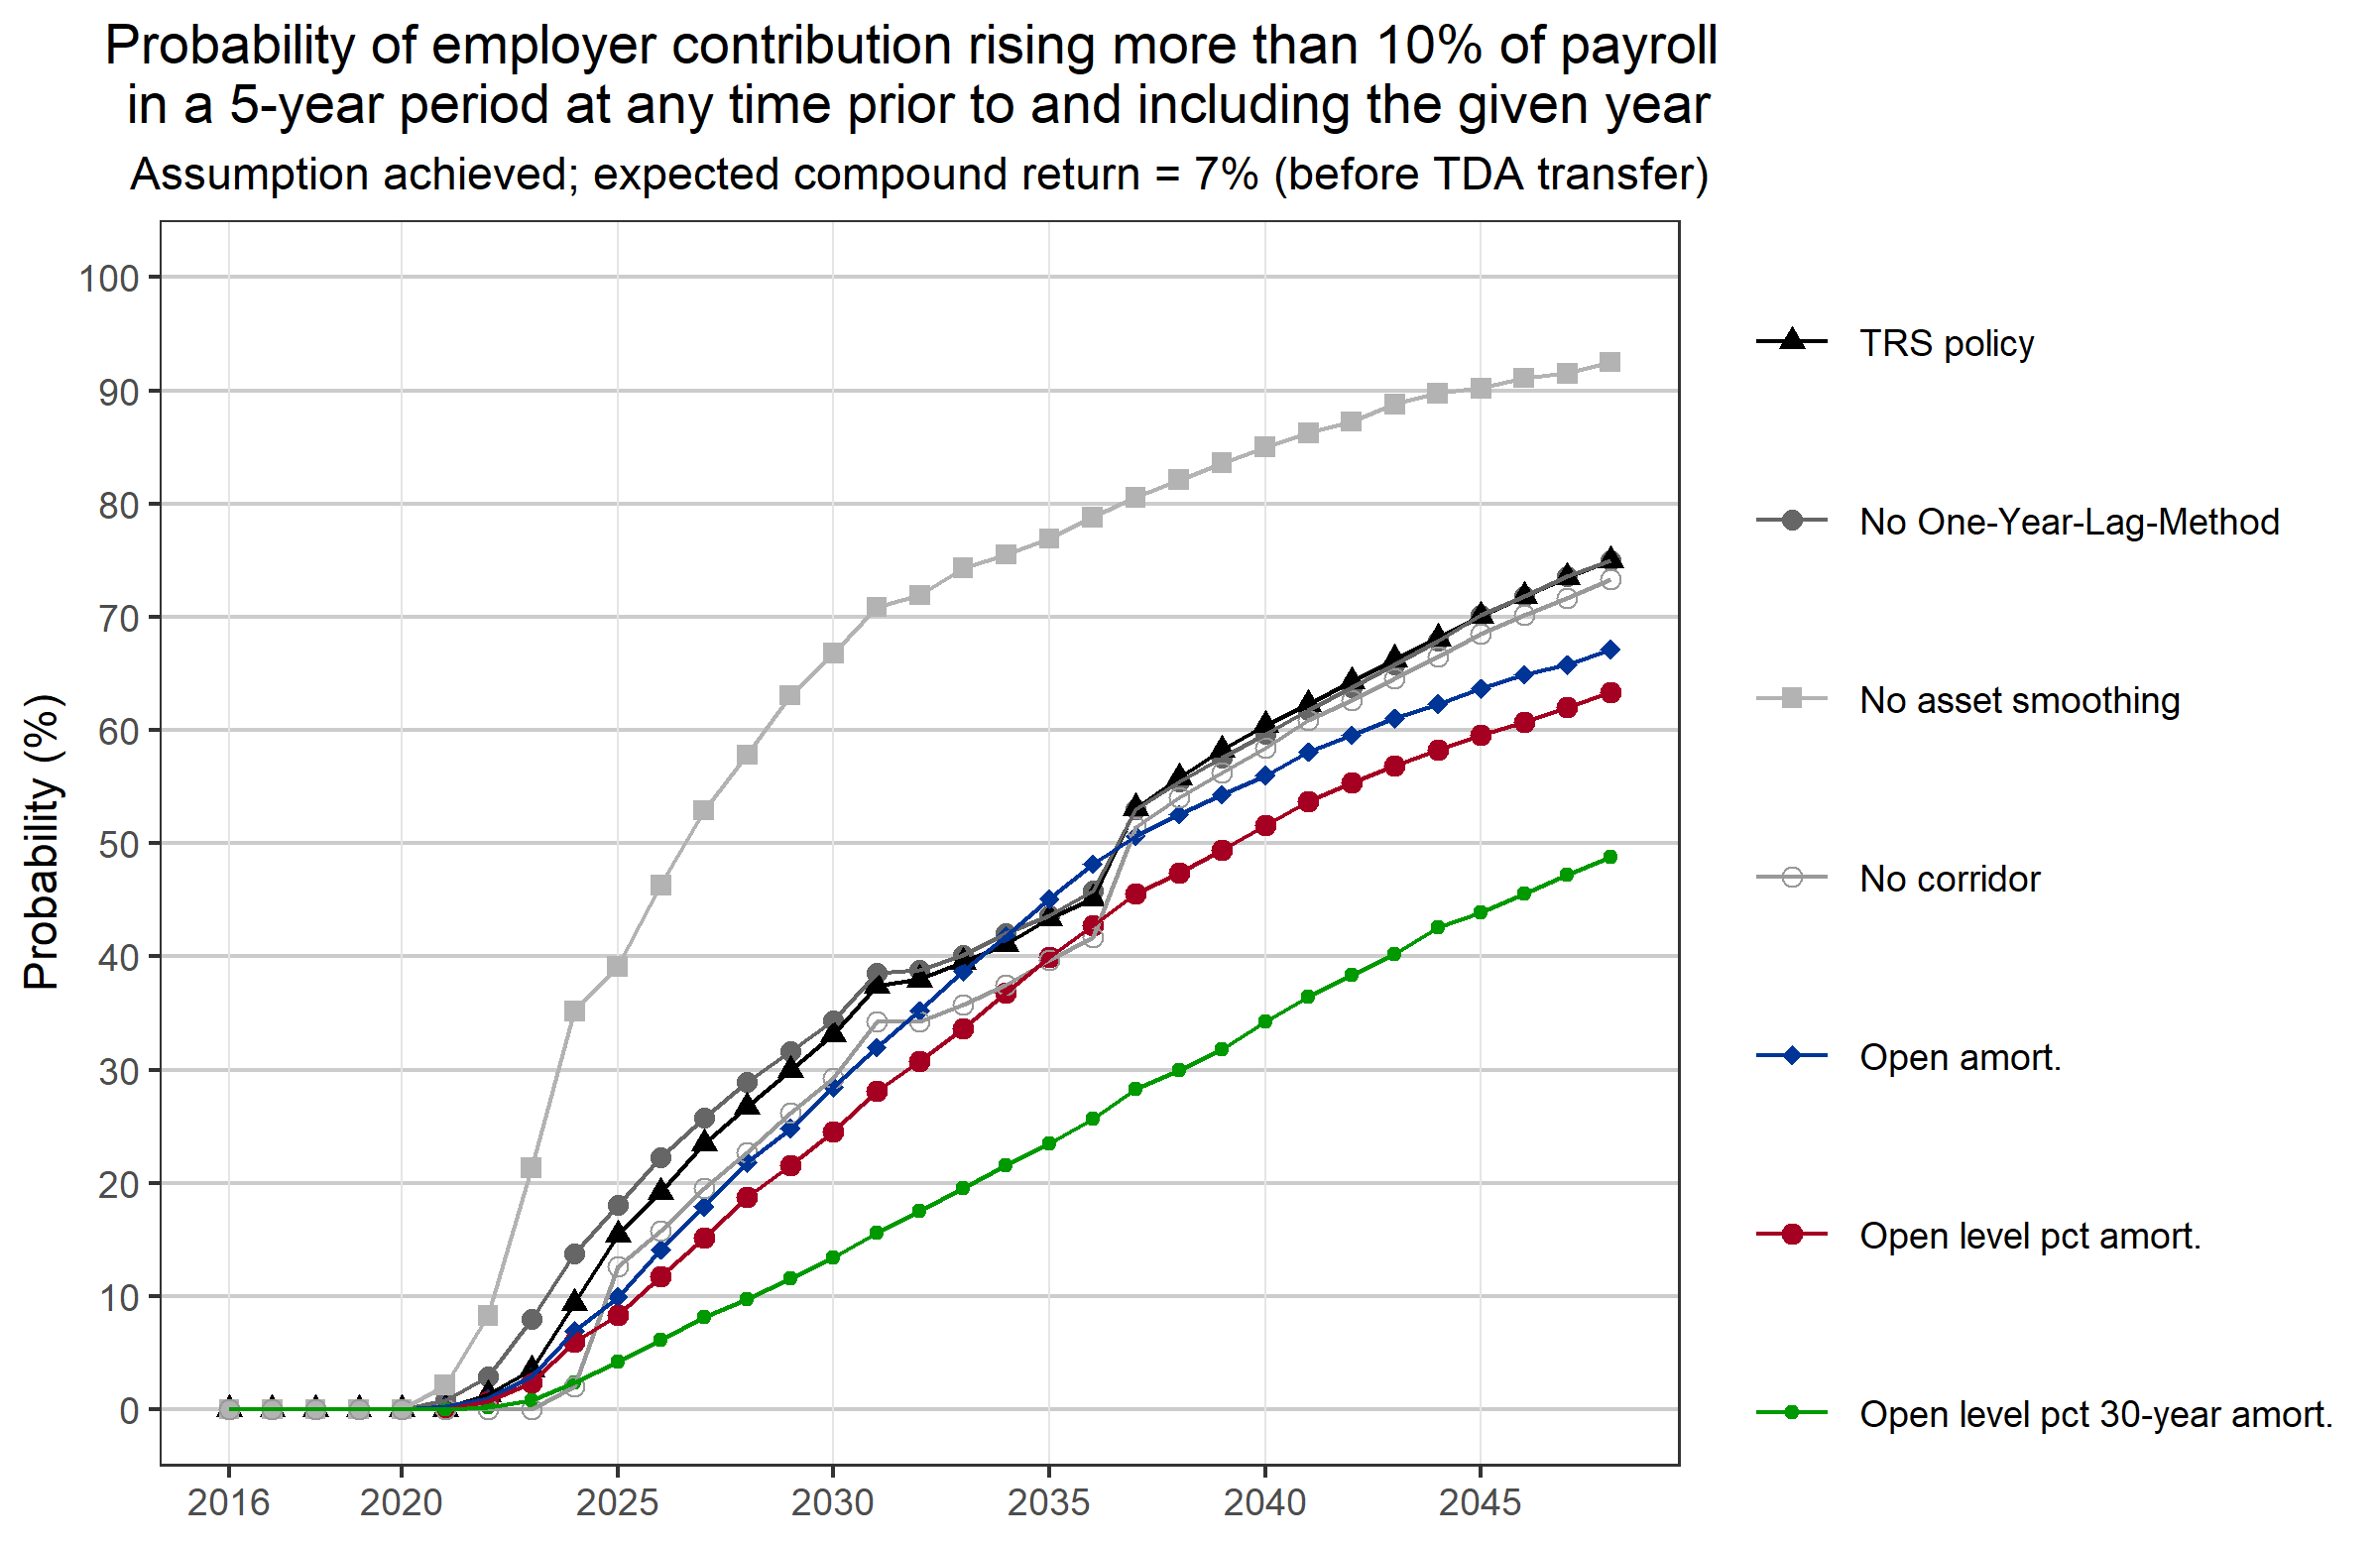 Probability of employer contribution rising more than 10% of payroll
in a 5-year period at any time prior to and including the given year
Assumption achieved; expected compound return = 7% (before TDA transfer)
Probability (%)
100
90
80
70
60
50
40
30
20
10
0
2016
2020
2025
2030
2035
2040
2045
TRS policy
No One-Year-Lag-Method
No asset smoothing
No corridor
Open amort.
Open level pct amort.
Open level pct 30-year amort.